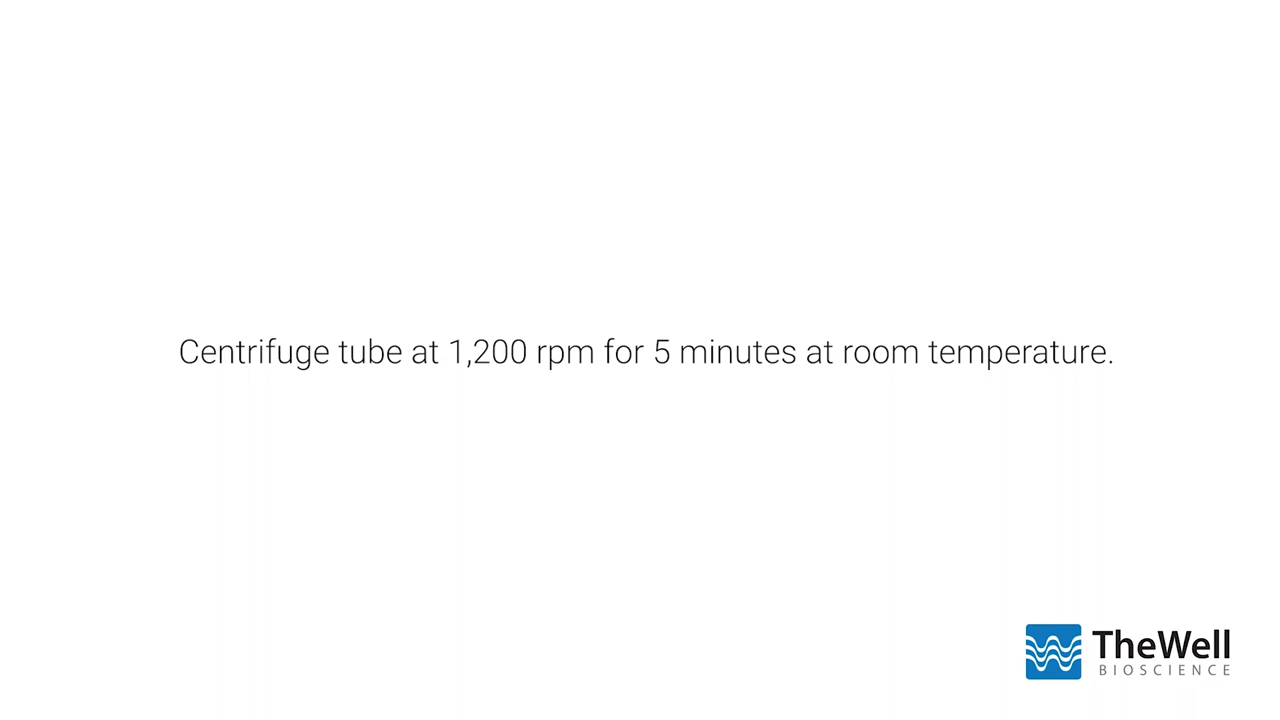 Centrifuge tube at 1,200 rpm for 5 minutes at room temperature.
TheWell
BIOSCIENCE